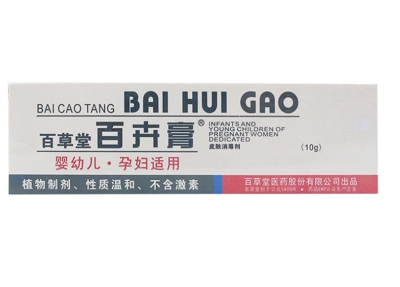 BAI CAO TANG BAI HUI GAO
百草堂 百卉膏®
INFANTS AND
YOUNG CHILDREN OF
PREGNANT WOMEN
DEDICATED
皮肤消毒剂
(10g)
婴幼儿·孕妇适用
植物制剂、性质温和、不含激素
百草堂医药股份有限公司出品